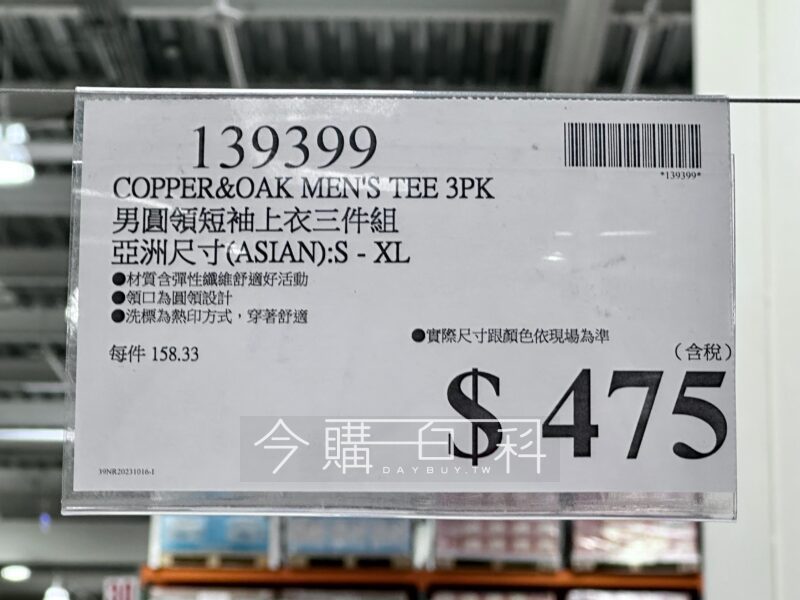 139399
*139399*
COPPER&OAK MEN'S TEE 3PK
男圓領短袖上衣三件組
亞洲尺寸(ASIAN):S - XL
●材質含彈性纖維舒適好活動
●領口為圓領設計
●洗標為熱印方式，穿著舒適
●實際尺寸跟顏色依現場為準
每件 158.33
（含稅）
$ 475
今購百科
DAYBUY.TW
39NR20231016-1